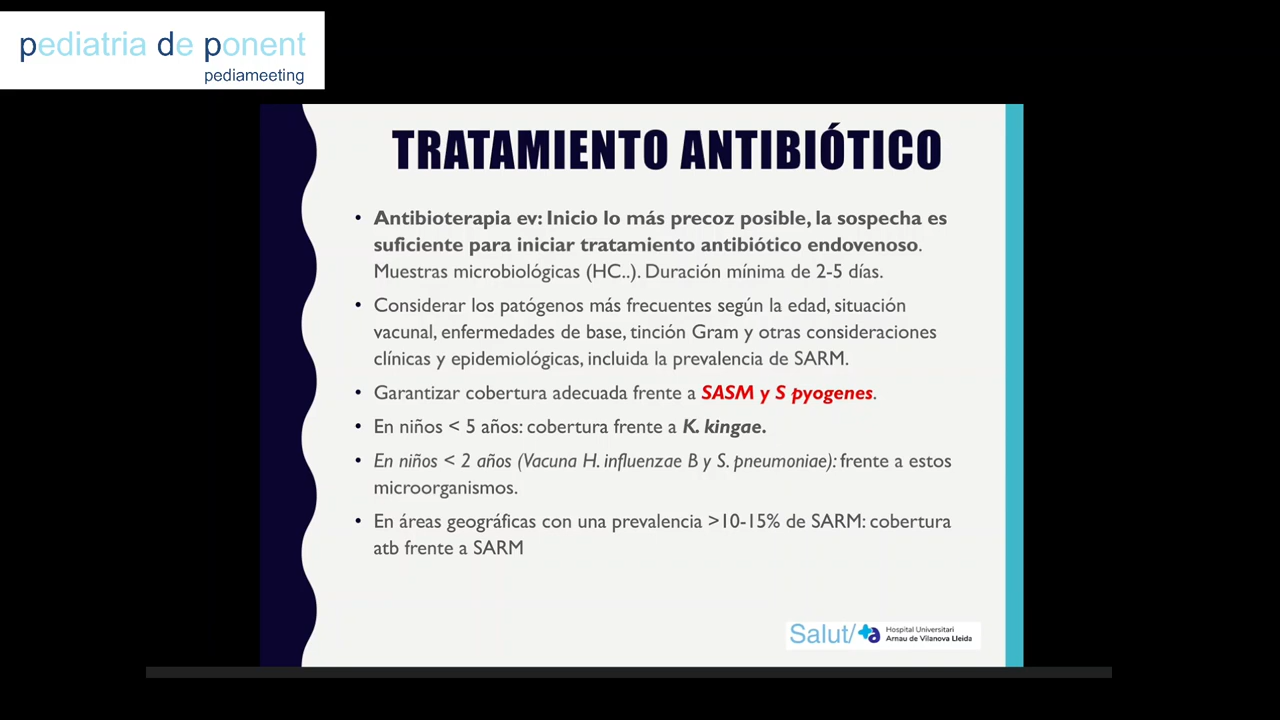 pediatria de ponent
pediameeting
TRATAMIENTO ANTIBIÓTICO
• Antibioterapia ev: Inicio lo más precoz posible, la sospecha es
suficiente para iniciar tratamiento antibiótico endovenoso.
Muestras microbiológicas (HC..). Duración mínima de 2-5 días.
• Considerar los patógenos más frecuentes según la edad, situación
vacunal, enfermedades de base, tinción Gram y otras consideraciones
clínicas y epidemiológicas, incluida la prevalencia de SARM.
• Garantizar cobertura adecuada frente a SASM y S pyogenes.
• En niños < 5 años: cobertura frente a K. kingae.
• En niños < 2 años (Vacuna H. influenzae B y S. pneumoniae): frente a estos
microorganismos.
• En áreas geográficas con una prevalencia >10-15% de SARM: cobertura
atb frente a SARM
Salut/
Hospital Universitari
Arnau de Vilanova Lleida